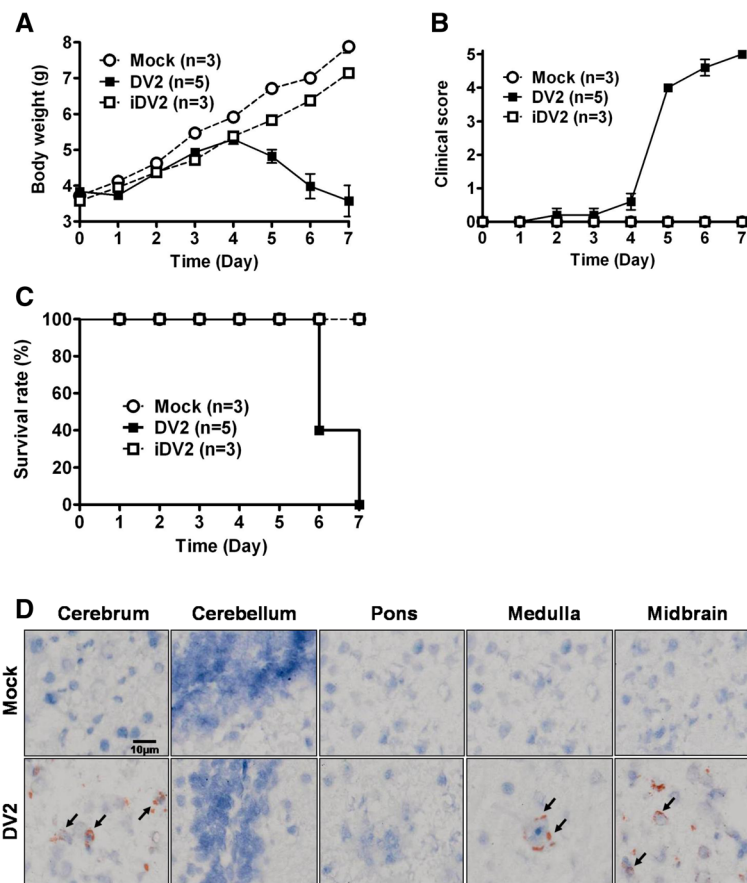 A
8
7
6
5
4
3
Body weight (g)
Mock (n=3)
DV2 (n=5)
iDV2 (n=3)
0 1 2 3 4 5 6 7
Time (Day)
B
5
4
3
2
1
0
Clinical score
Mock (n=3)
DV2 (n=5)
iDV2 (n=3)
0 1 2 3 4 5 6 7
Time (Day)
C
100
80
60
40
20
0
Survival rate (%)
Mock (n=3)
DV2 (n=5)
iDV2 (n=3)
0 1 2 3 4 5 6 7
Time (Day)
D
Cerebrum Cerebellum Pons Medulla Midbrain
Mock
10μm
DV2